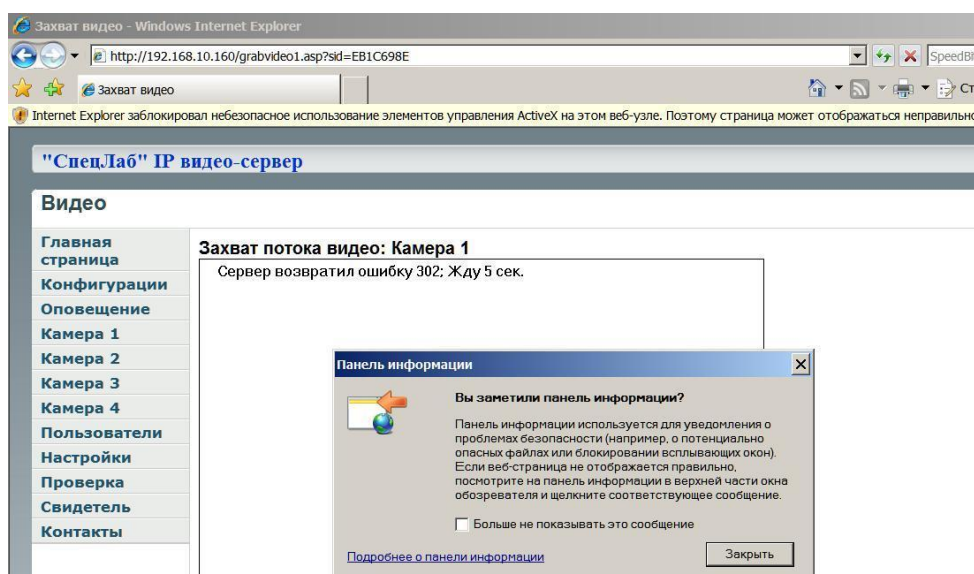 Захват видео - Windows Internet Explorer
http://192.168.10.160/grabvideo1.asp?sid=EB1C698E
Захват видео
Internet Explorer заблокировал небезопасное использование элементов управления ActiveX на этом веб-узле. Поэтому страница может отображаться
"СпецЛаб" IP видео-сервер
Видео
Главная
страница
Конфигурации
Оповещение
Камера 1
Камера 2
Камера 3
Камера 4
Пользователи
Настройки
Проверка
Свидетель
Контакты
Захват потока видео: Камера 1
Сервер возвратил ошибку 302; Жду 5 сек.
Панель информации
Вы заметили панель информации?
Панель информации используется для уведомления о
проблемах безопасности (например, о потенциально
опасных файлах или блокировании всплывающих окон).
Если веб-страница не отображается правильно,
посмотрите на панель информации в верхней части окна
обозревателя и щелкните соответствующее сообщение.
Больше не показывать это сообщение
Подробнее о панели информации
Закрыть